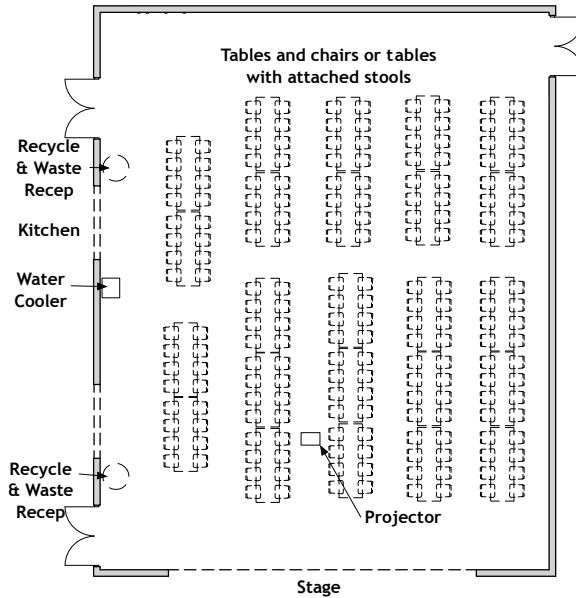 Tables and chairs or tables
with attached stools
Recycle
& Waste
Recep
Kitchen
Water
Cooler
Recycle
& Waste
Recep
Projector
Stage